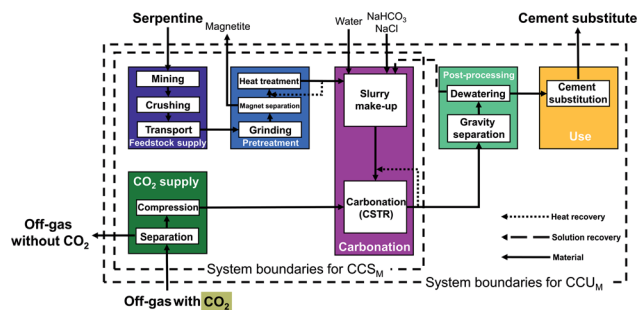 Serpentine
Magnetite
Water
NaHCO₃
NaCl
Cement substitute
Mining
Crushing
Transport
Feedstock supply
Heat treatment
Magnet separation
Grinding
Pretreatment
Slurry
make-up
Carbonation
(CSTR)
Carbonation
Post-processing
Dewatering
Gravity
separation
Cement
substitution
Use
CO₂ supply
Compression
Separation
Off-gas
without CO₂
Off-gas with CO₂
Heat recovery
Solution recovery
Material
System boundaries for CCS_M
System boundaries for CCU_M